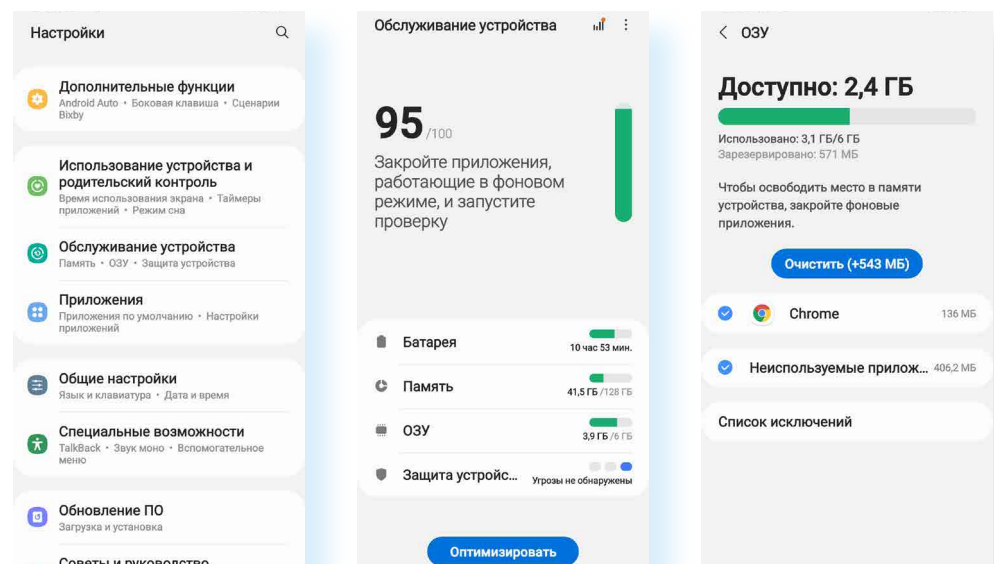 Настройки
Дополнительные функции
Android Auto • Боковая клавиша • Сценарии
Bixby
Использование устройства и
родительский контроль
Время использования экрана • Таймеры
приложений • Режим сна
Обслуживание устройства
Память • ОЗУ • Защита устройства
Приложения
Приложения по умолчанию • Настройки
приложений
Общие настройки
Язык и клавиатура • Дата и время
Специальные возможности
TalkBack • Звук моно • Вспомогательное
меню
Обновление ПО
Загрузка и установка
Советы и руководство
Обслуживание устройства
95/100
Закройте приложения,
работающие в фоновом
режиме, и запустите
проверку
Батарея
10 час 53 мин.
Память
41,5 ГБ /128 ГБ
ОЗУ
3,9 ГБ /6 ГБ
Защита устройс...
Угрозы не обнаружены
Оптимизировать
ОЗУ
Доступно: 2,4 ГБ
Использовано: 3,1 ГБ/6 ГБ
Зарезервировано: 571 МБ
Чтобы освободить место в памяти
устройства, закройте фоновые
приложения.
Очистить (+543 МБ)
Chrome 136 МБ
Неиспользуемые прилож... 406,2 МБ
Список исключений